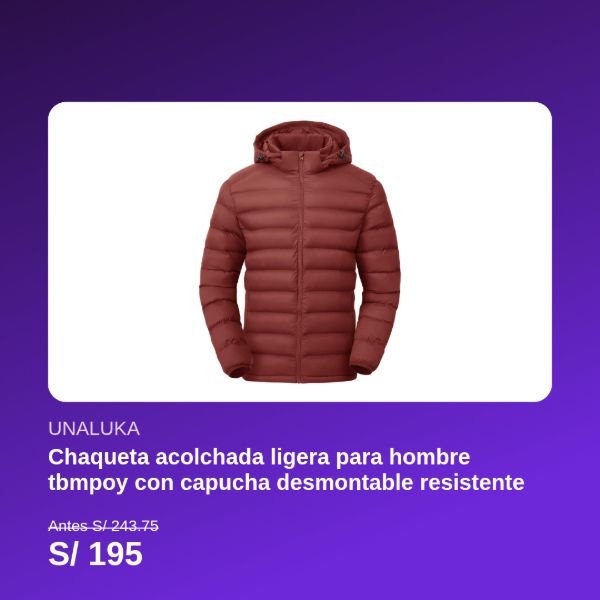 UNALUKA
Chaqueta acolchada ligera para hombre
tbmpoy con capucha desmontable resistente
Antes S/ 243.75
S/ 195